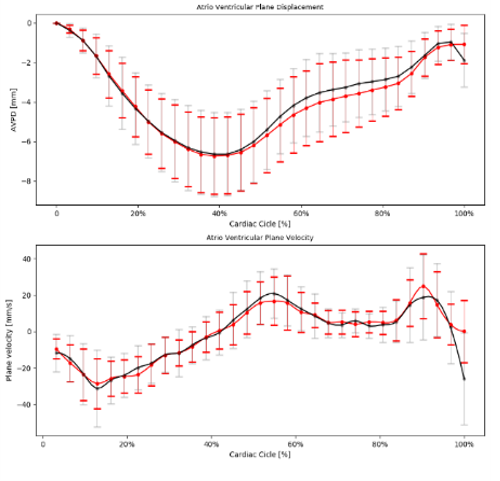 Atrio Ventricular Plane Displacement
0
−2
−4
−6
−8
AVPD [mm]
0 20% 40% 60% 80% 100%
Cardiac Cicle [%]
Atrio Ventricular Plane Velocity
40
20
0
−20
−40
Plane velocity [mm/s]
0 20% 40% 60% 80% 100%
Cardiac Cicle [%]